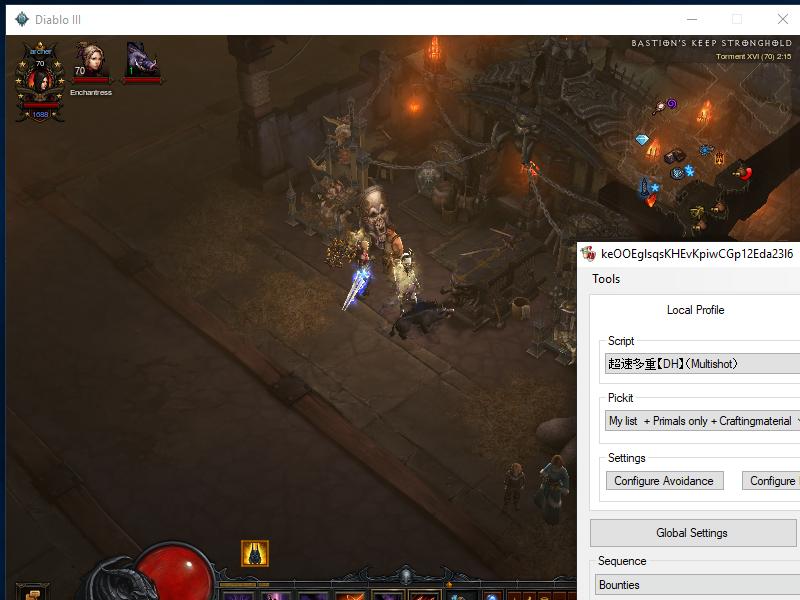 Diablo III
BASTION'S KEEP STRONGHOLD
Torment XVI (70) 2:15
archer
70
1688
70
Enchantress
1
keOOEglsqsKHEvKpiwCGp12Eda23I6
Tools
Local Profile
Script
超速多重【DH】（Multishot）
Pickit
My list + Primals only + Craftingmaterial
Settings
Configure Avoidance
Configure
Global Settings
Sequence
Bounties